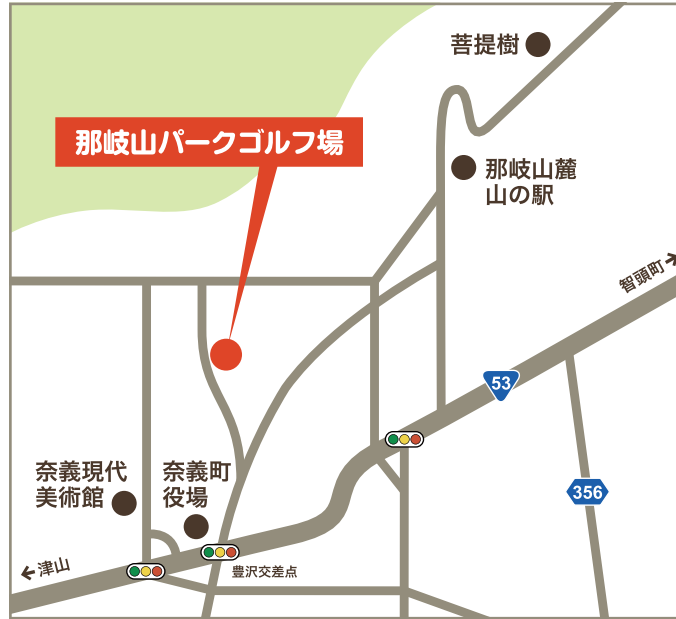 菩提樹
那岐山パークゴルフ場
那岐山麓
山の駅
智頭町→
53
奈義現代
美術館
奈義町
役場
356
←津山
豊沢交差点